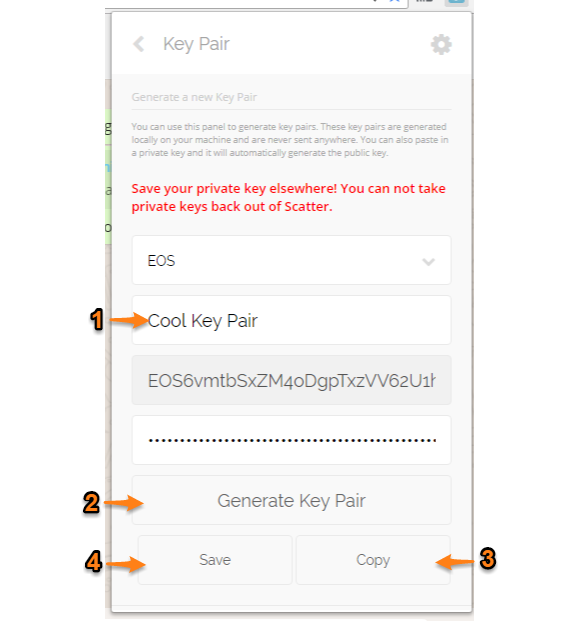 Key Pair
Generate a new Key Pair
You can use this panel to generate key pairs. These key pairs are generated
locally on your machine and are never sent anywhere. You can also paste in
a private key and it will automatically generate the public key.
Save your private key elsewhere! You can not take
private keys back out of Scatter.
EOS
1
Cool Key Pair
EOS6vmtbSxZM4oDgpTxzVV62U1h
2
Generate Key Pair
4
Save
Copy
3